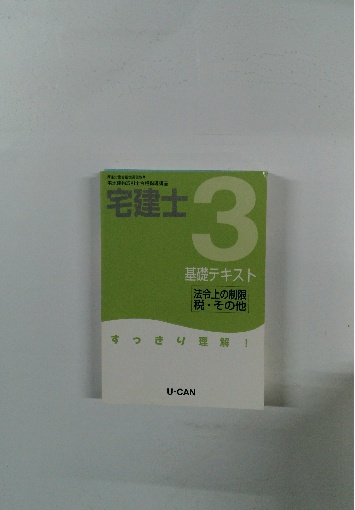 宅建士
3
基礎テキスト
法令上の制限
税・その他
すっきり理解！
U-CAN